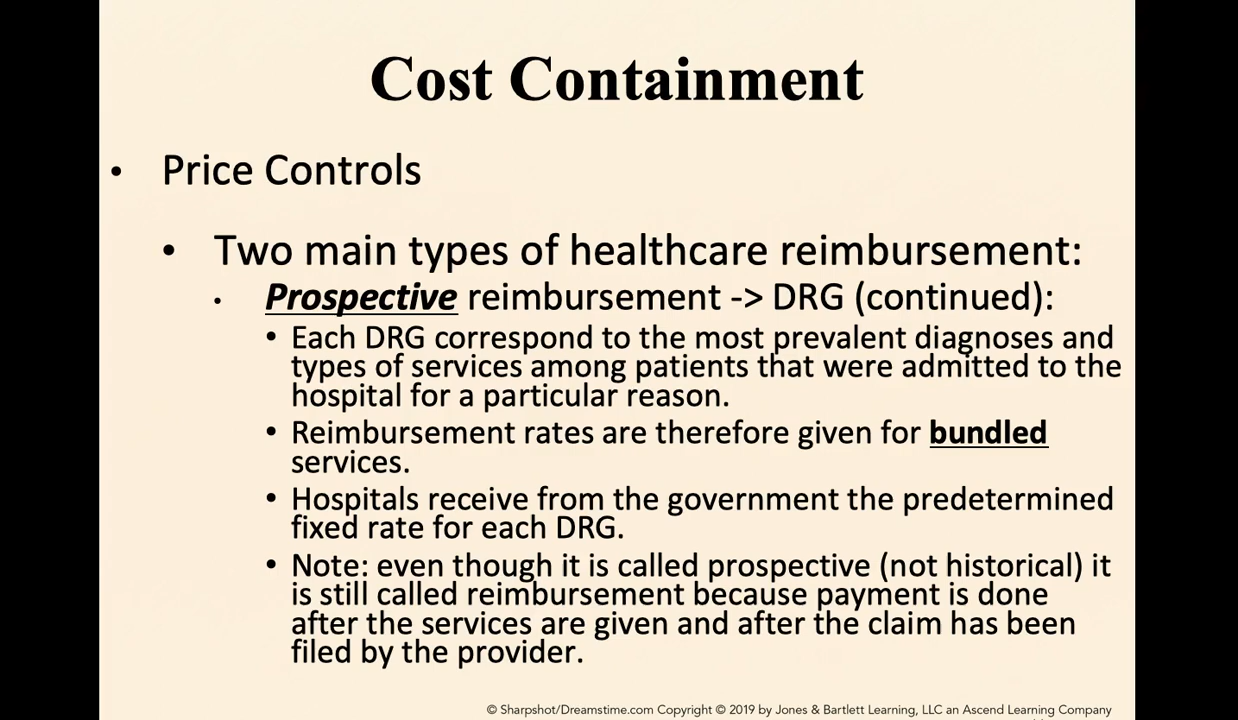 Cost Containment
• Price Controls
• Two main types of healthcare reimbursement:
• Prospective reimbursement -> DRG (continued):
• Each DRG correspond to the most prevalent diagnoses and
types of services among patients that were admitted to the
hospital for a particular reason.
• Reimbursement rates are therefore given for bundled
services.
• Hospitals receive from the government the predetermined
fixed rate for each DRG.
• Note: even though it is called prospective (not historical) it
is still called reimbursement because payment is done
after the services are given and after the claim has been
filed by the provider.
© Sharpshot/Dreamstime.com Copyright © 2019 by Jones & Bartlett Learning, LLC an Ascend Learning Company